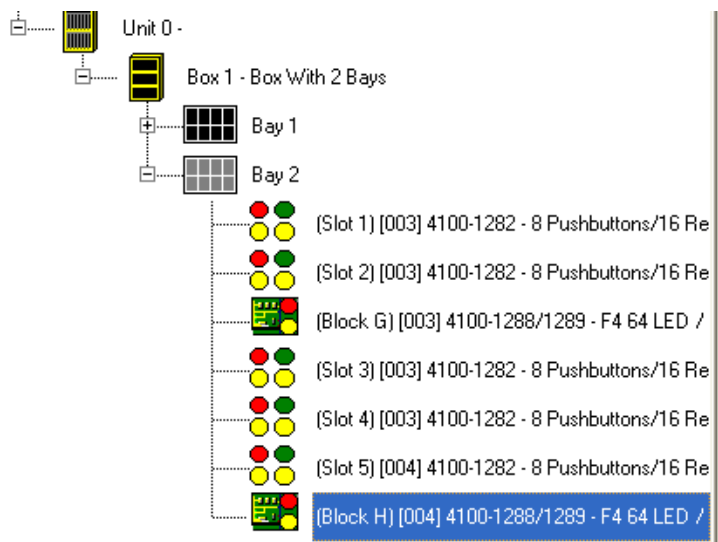 Unit 0 -
Box 1 - Box With 2 Bays
Bay 1
Bay 2
(Slot 1) [003] 4100-1282 - 8 Pushbuttons/16 Re
(Slot 2) [003] 4100-1282 - 8 Pushbuttons/16 Re
(Block G) [003] 4100-1288/1289 - F4 64 LED /
(Slot 3) [003] 4100-1282 - 8 Pushbuttons/16 Re
(Slot 4) [003] 4100-1282 - 8 Pushbuttons/16 Re
(Slot 5) [004] 4100-1282 - 8 Pushbuttons/16 Re
(Block H) [004] 4100-1288/1289 - F4 64 LED /